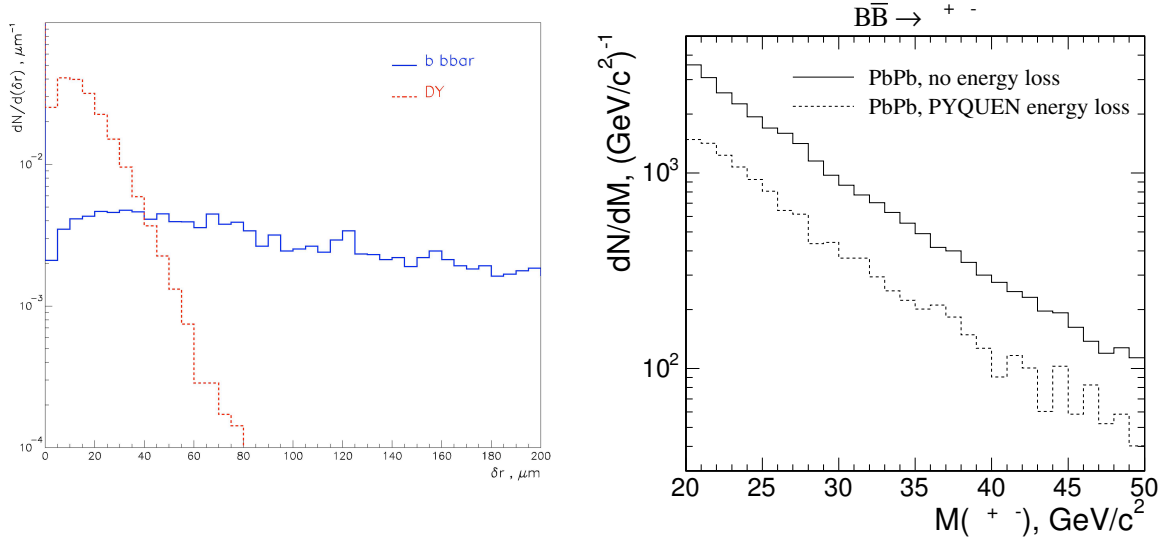 dN/d(δr) , μm⁻¹
b bbar
DY
10⁻²
10⁻³
10⁻⁴
0 20 40 60 80 100 120 140 160 180 200
δr , μm
BB̅ → + -
dN/dM, (GeV/c²)⁻¹
PbPb, no energy loss
PbPb, PYQUEN energy loss
10³
10²
20 25 30 35 40 45 50
M( + - ), GeV/c²